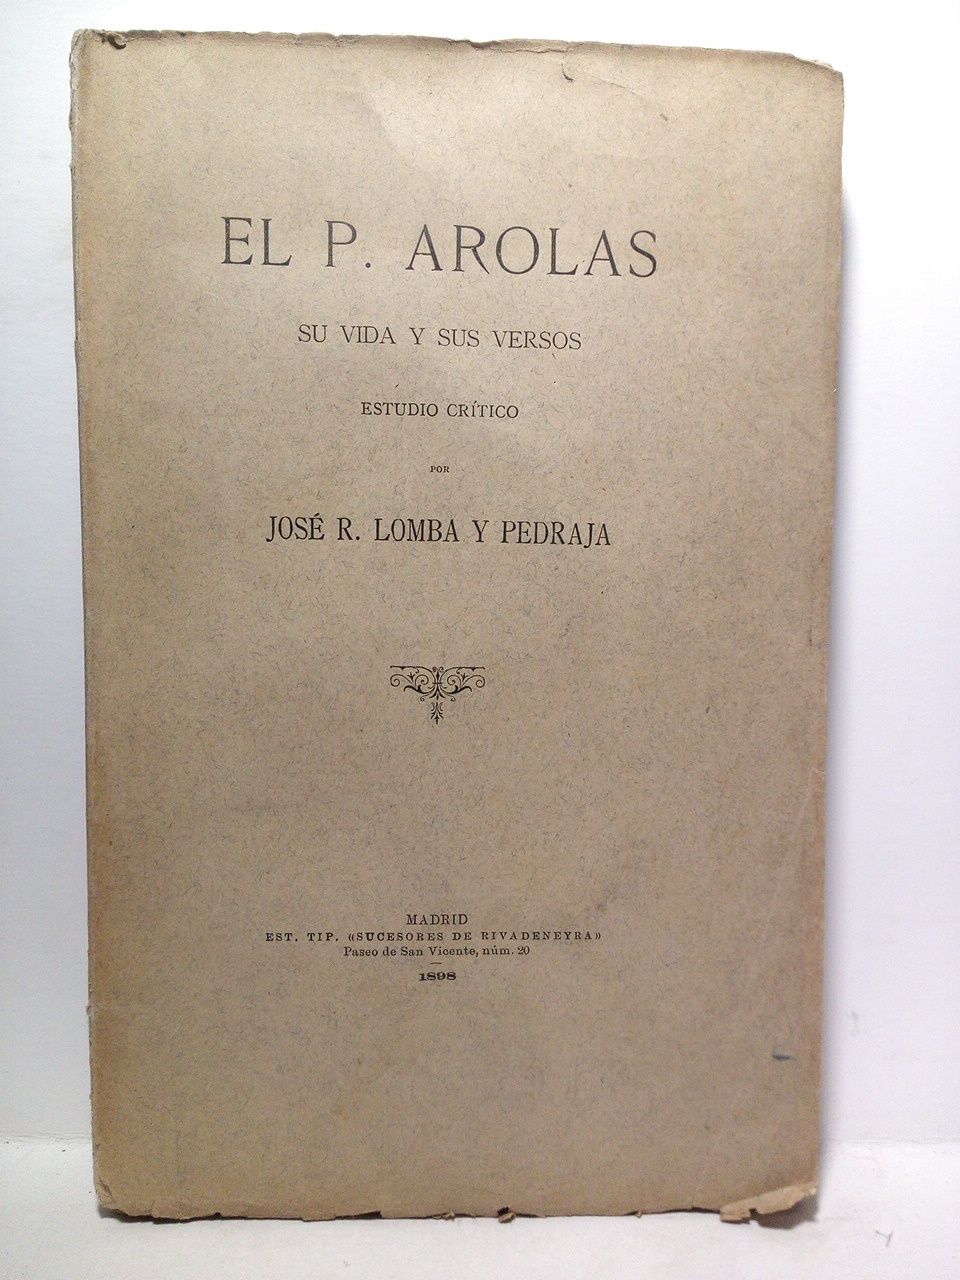 EL P. AROLAS
SU VIDA Y SUS VERSOS
ESTUDIO CRÍTICO
POR
JOSÉ R. LOMBA Y PEDRAJA
MADRID
EST. TIP. «SUCESORES DE RIVADENEYRA»
Paseo de San Vicente, núm. 20
1898